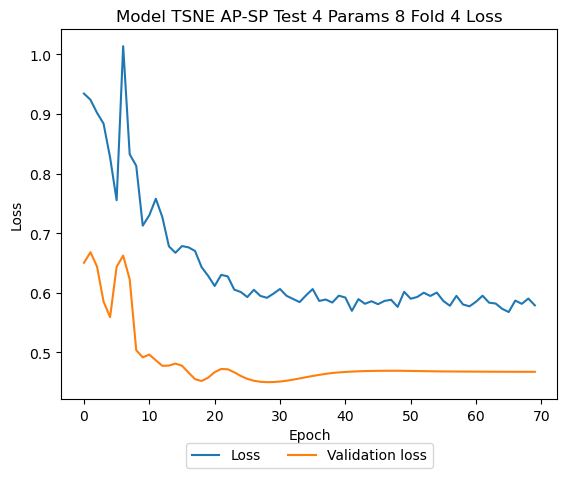 Model TSNE AP-SP Test 4 Params 8 Fold 4 Loss
1.0
0.9
0.8
0.7
0.6
0.5
Loss
0 10 20 30 40 50 60 70
Epoch
Loss Validation loss